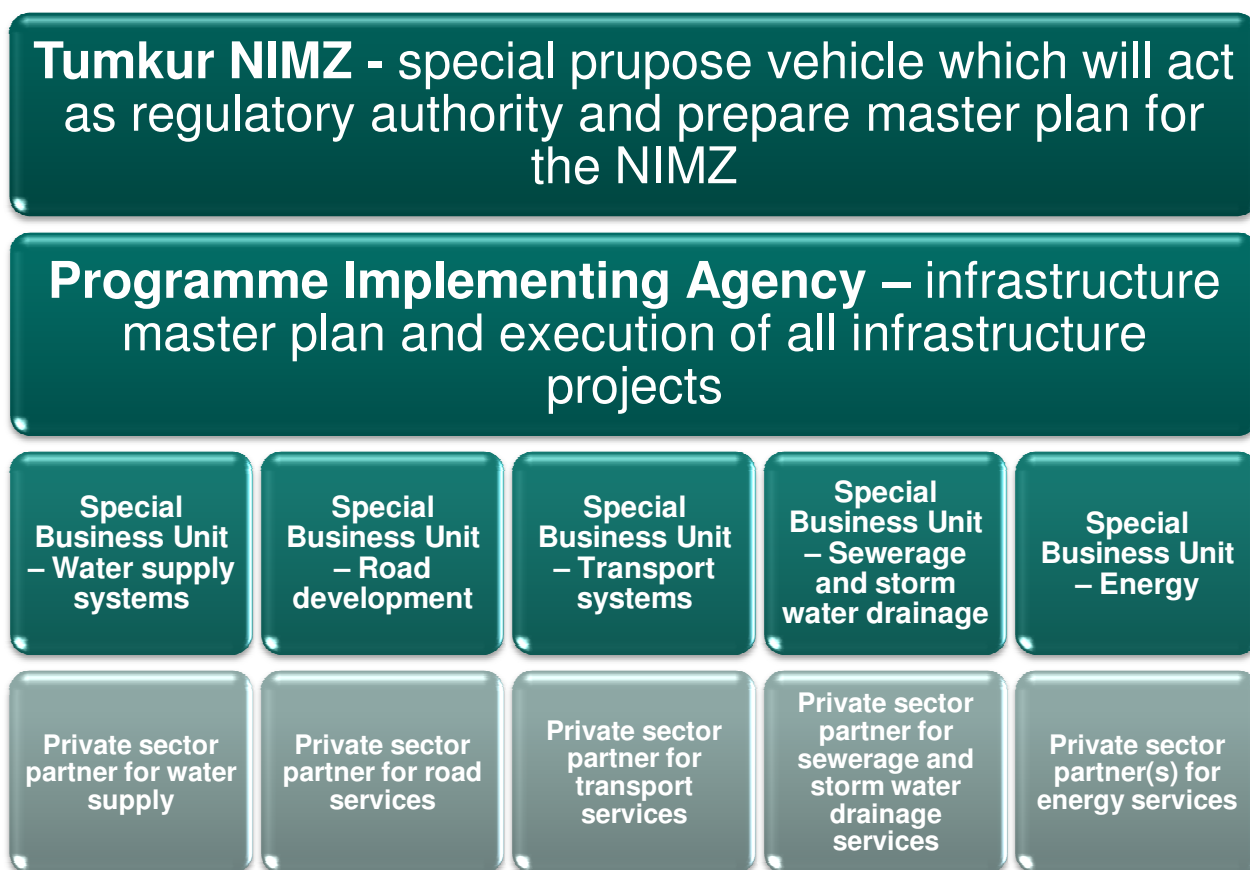 Tumkur NIMZ - special prupose vehicle which will act
as regulatory authority and prepare master plan for
the NIMZ
Programme Implementing Agency – infrastructure
master plan and execution of all infrastructure
projects
Special
Business Unit
– Water supply
systems
Special
Business Unit
– Road
development
Special
Business Unit
– Transport
systems
Special
Business Unit
– Sewerage
and storm
water drainage
Special
Business Unit
– Energy
Private sector
partner for water
supply
Private sector
partner for road
services
Private sector
partner for
transport
services
Private sector
partner for
sewerage and
storm water
drainage
services
Private sector
partner(s) for
energy services